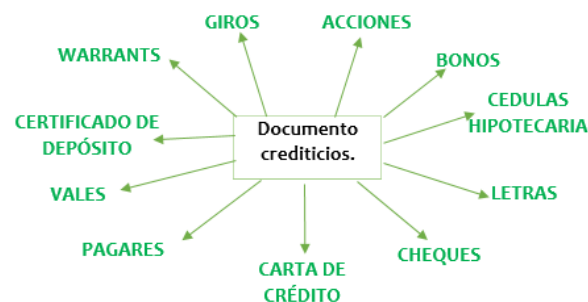 GIROS
ACCIONES
WARRANTS
BONOS
CEDULAS
HIPOTECARIA
CERTIFICADO DE
DEPÓSITO
Documento
crediticios.
VALES
LETRAS
PAGARES
CHEQUES
CARTA DE
CRÉDITO